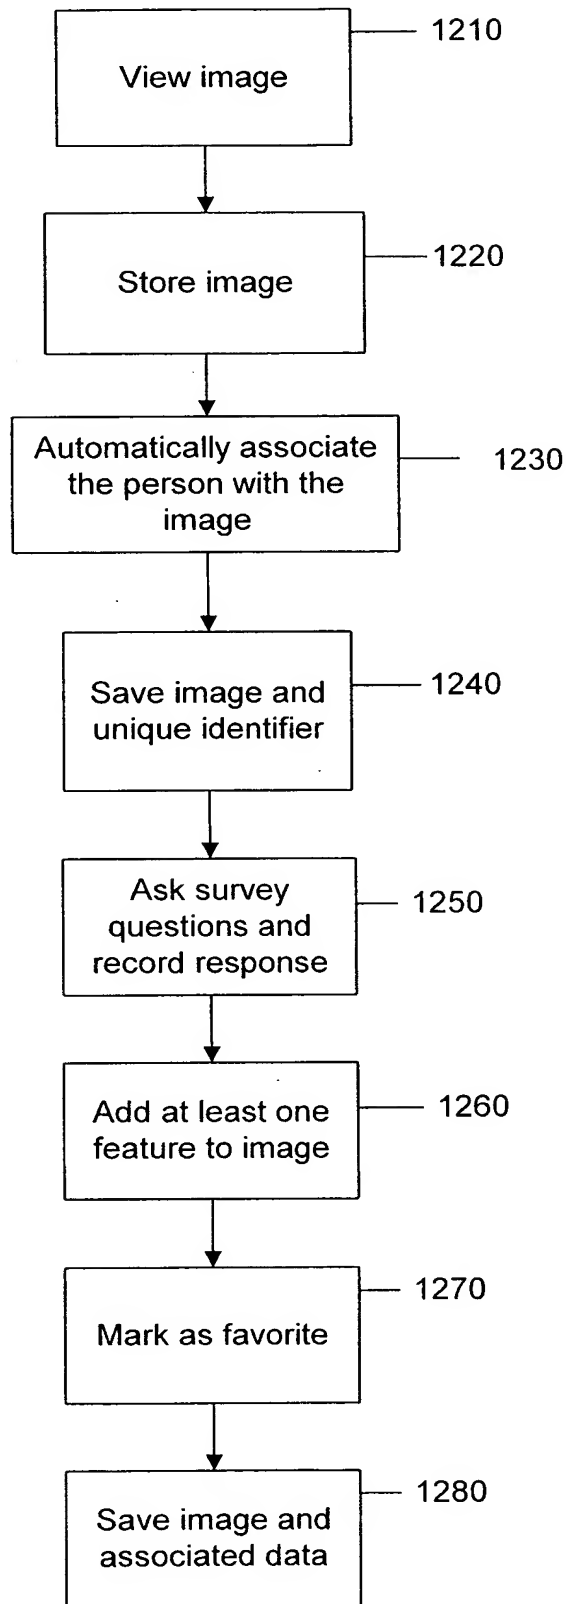 View image
1210
Store image
1220
Automatically associate
the person with the
image
1230
Save image and
unique identifier
1240
Ask survey
questions and
record response
1250
Add at least one
feature to image
1260
Mark as favorite
1270
Save image and
associated data
1280